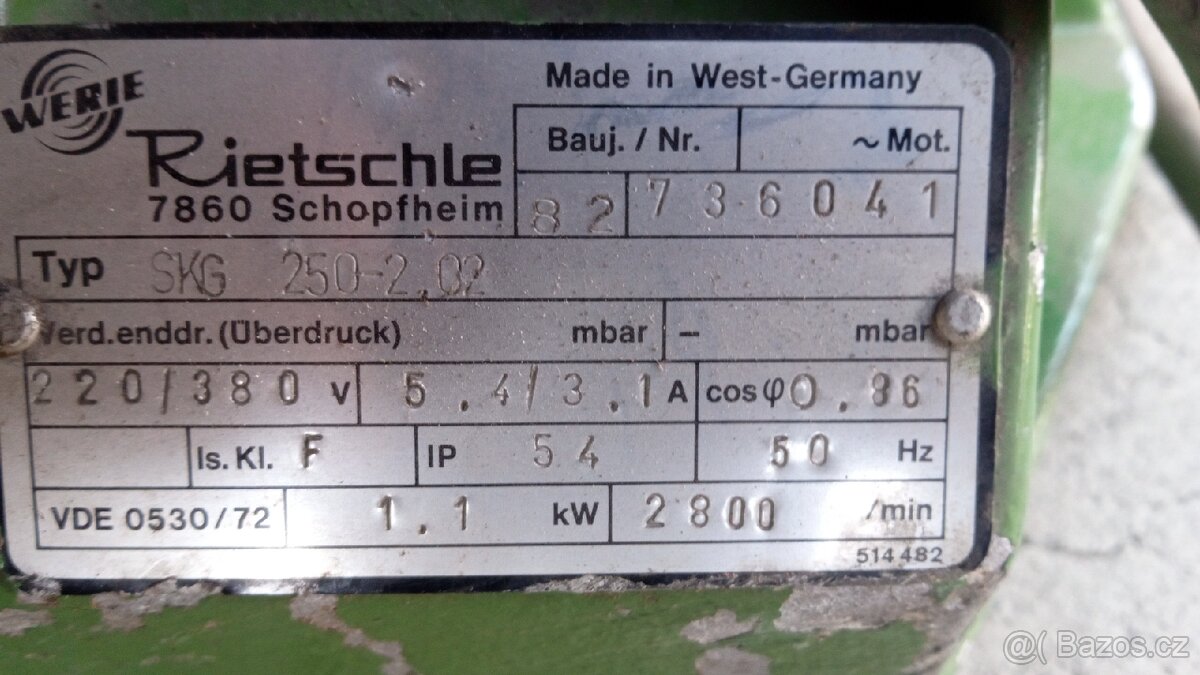 WERIE
Rietschle
7860 Schopfheim
Made in West-Germany
Bauj. / Nr. ~ Mot.
82 736041
Typ SKG 250-2.02
Verd.enddr. (Überdruck) mbar - mbar
220/380 V 5.4/3.1 A cosφ 0.86
Is. Kl. F IP 54 50 Hz
VDE 0530/72 1.1 kW 2800 /min
514 482
@( Bazos.cz